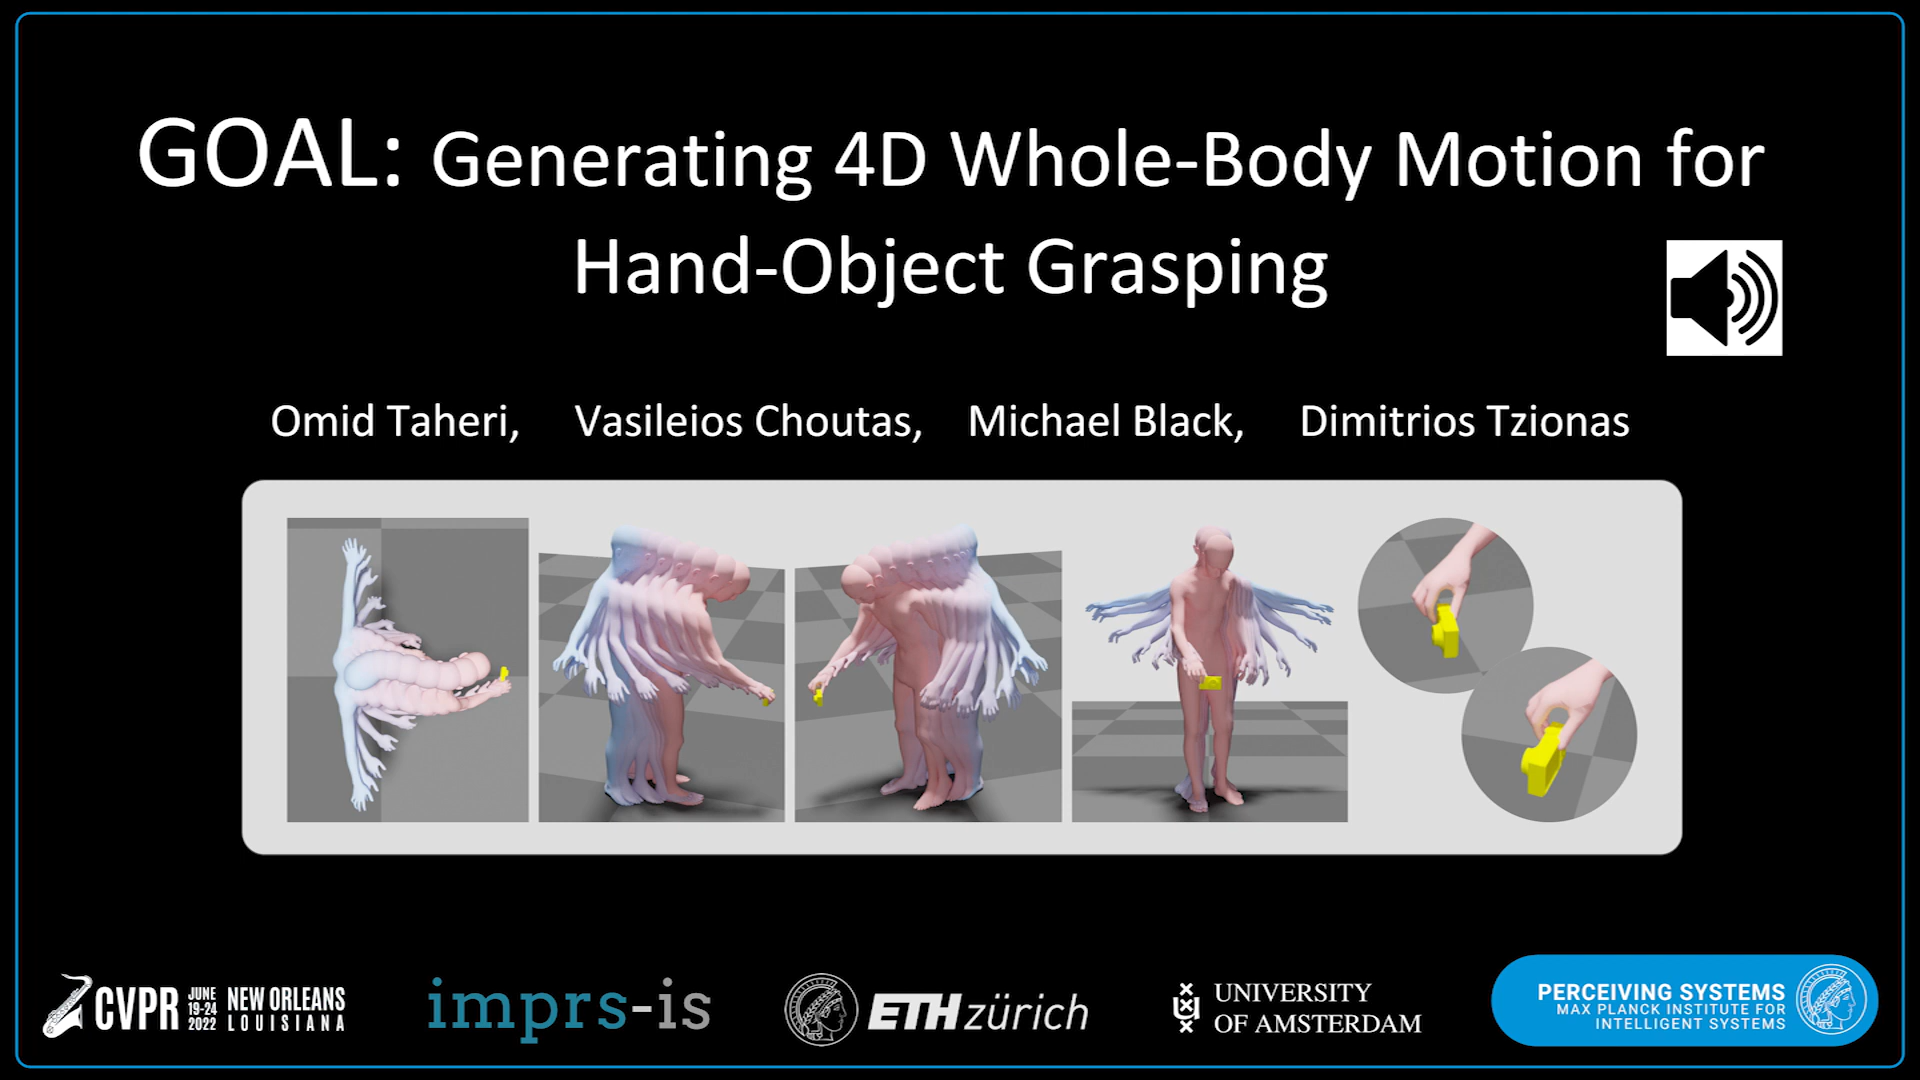 GOAL: Generating 4D Whole-Body Motion for
Hand-Object Grasping
Omid Taheri, Vasileios Choutas, Michael Black, Dimitrios Tzionas
CVPR JUNE 19-24 2022 NEW ORLEANS LOUISIANA
imprs-is
ETH zürich
UNIVERSITY
OF AMSTERDAM
PERCEIVING SYSTEMS
MAX PLANCK INSTITUTE FOR
INTELLIGENT SYSTEMS